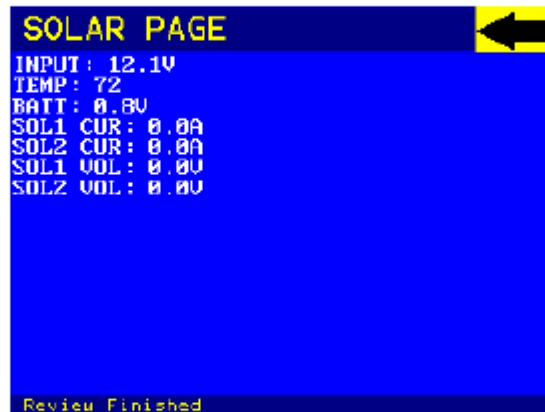 SOLAR PAGE
INPUT: 12.1V
TEMP: 72
BATT: 0.8V
SOL1 CUR: 0.0A
SOL2 CUR: 0.0A
SOL1 VOL: 0.0V
SOL2 VOL: 0.0V
Review Finished